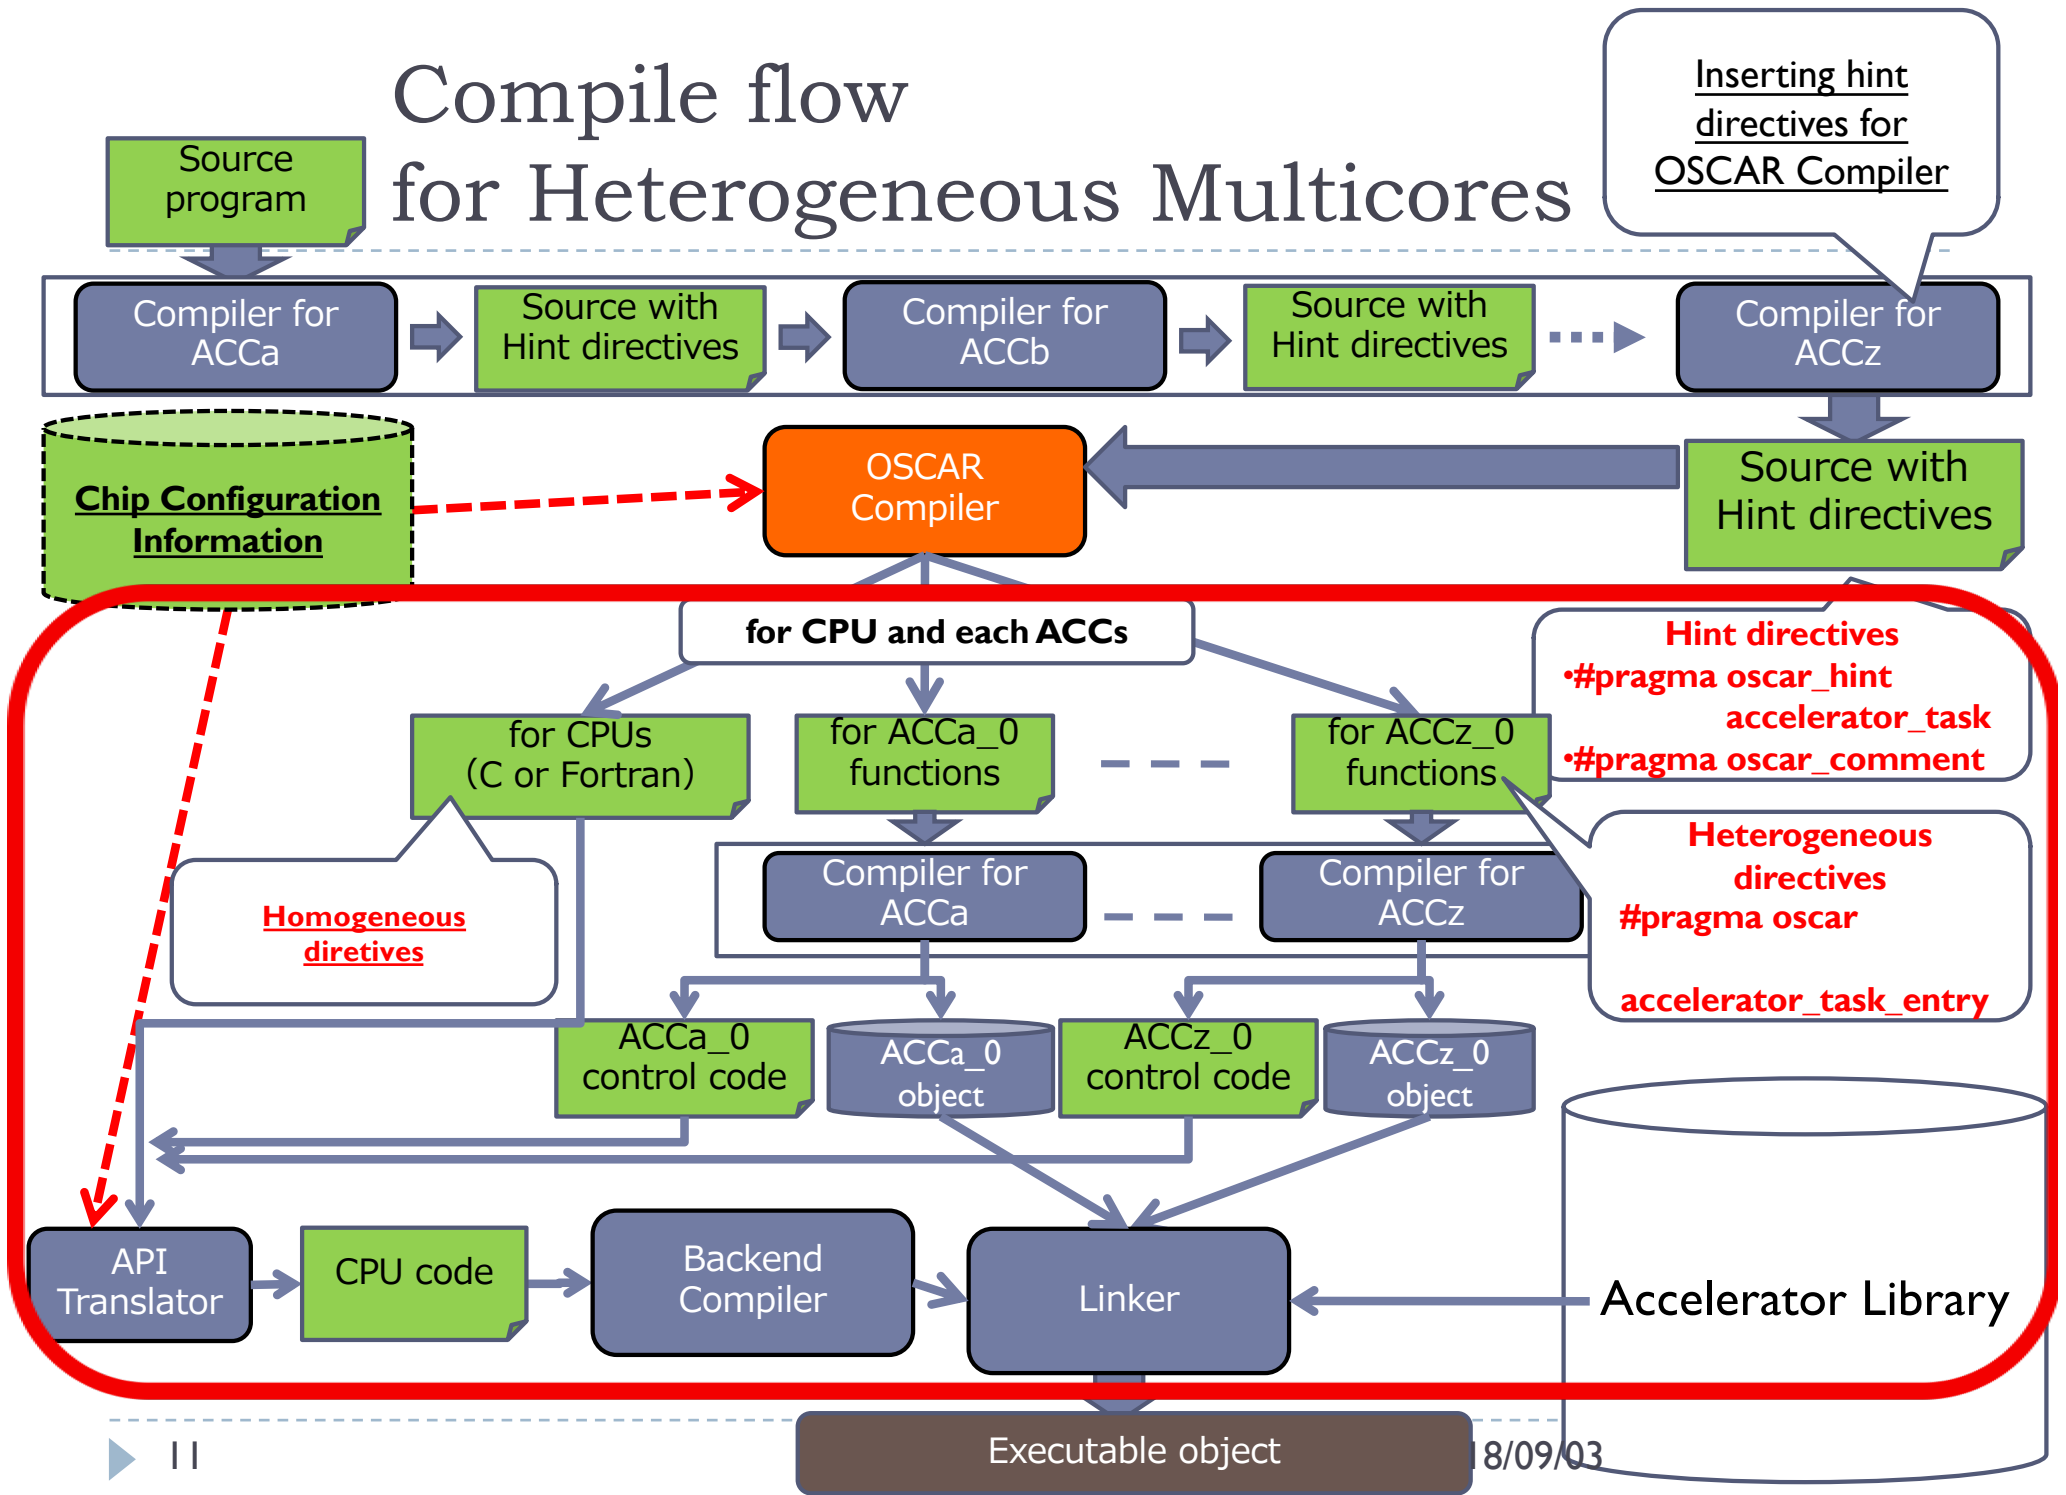 Compile flow
for Heterogeneous Multicores
Inserting hint
directives for
OSCAR Compiler
Source
program
Compiler for
ACCa
Source with
Hint directives
Compiler for
ACCb
Source with
Hint directives
Compiler for
ACCz
Chip Configuration
Information
OSCAR
Compiler
Source with
Hint directives
for CPU and each ACCs
Hint directives
•#pragma oscar_hint
accelerator_task
•#pragma oscar_comment
for CPUs
(C or Fortran)
for ACCa_0
functions
for ACCz_0
functions
Heterogeneous
directives
#pragma oscar
accelerator_task_entry
Compiler for
ACCa
Compiler for
ACCz
Homogeneous
diretives
ACCa_0
control code
ACCa_0
object
ACCz_0
control code
ACCz_0
object
API
Translator
CPU code
Backend
Compiler
Linker
Accelerator Library
Executable object
11
18/09/03